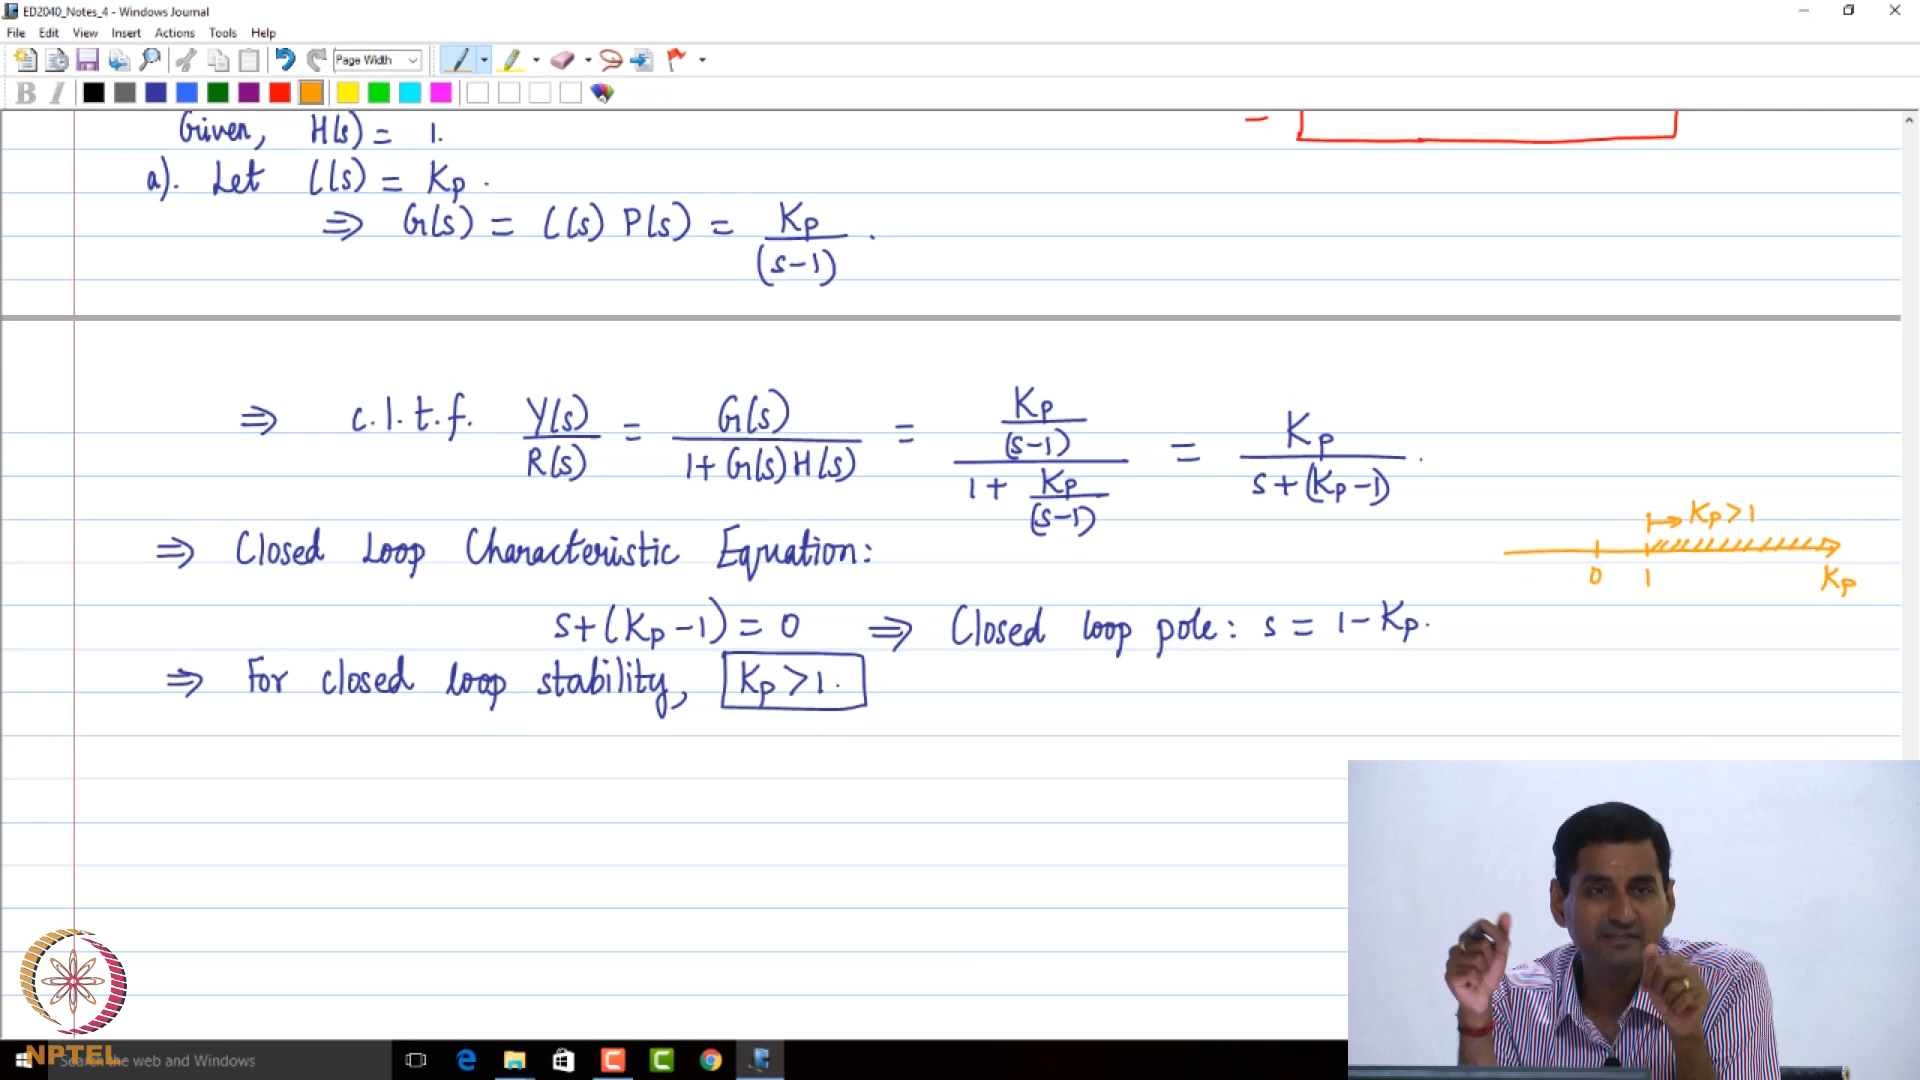 ED2040_Notes_4 - Windows Journal
File Edit View Insert Actions Tools Help
Page Width
B I
Given, H(s) = 1.
a). Let C(s) = Kp.
⇒ G(s) = C(s) P(s) = Kp / (s-1) .
⇒ c.l.t.f. Y(s)/R(s) = G(s) / (1 + G(s)H(s)) = (Kp/(s-1)) / (1 + Kp/(s-1)) = Kp / (s+(Kp-1)) .
Kp>1
0 1 Kp
⇒ Closed Loop Characteristic Equation:
s+(Kp-1) = 0 ⇒ Closed loop pole: s = 1-Kp.
⇒ For closed loop stability, Kp>1.
NPTEL
Search the web and Windows